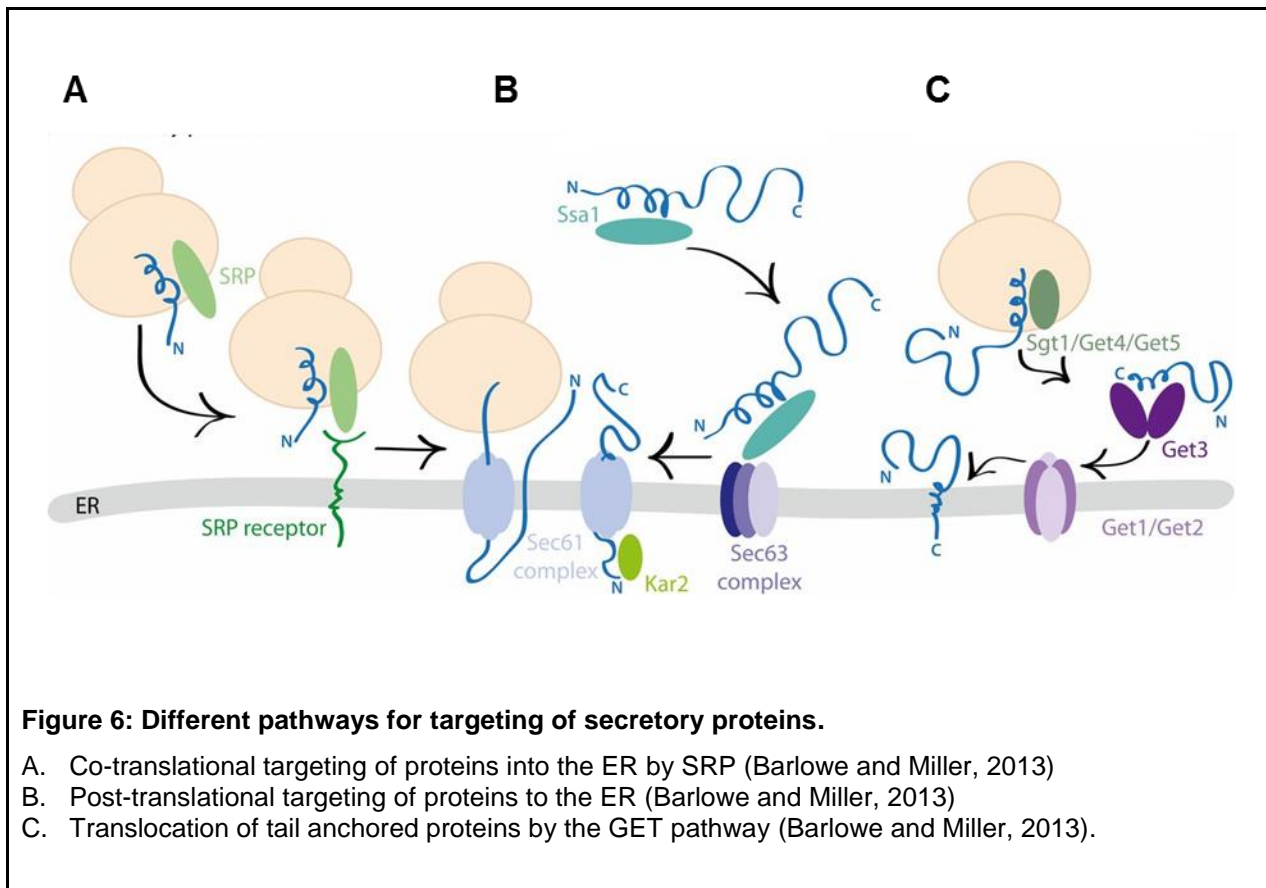 A
B
C
N
Ssa1
C
SRP
N
C
N
Sgt1/Get4/Get5
C
N
Get3
N
N
C
N
N
ER
SRP receptor
Sec61
complex
N
Kar2
Sec63
complex
Get1/Get2
C
Figure 6: Different pathways for targeting of secretory proteins.
A. Co-translational targeting of proteins into the ER by SRP (Barlowe and Miller, 2013)
B. Post-translational targeting of proteins to the ER (Barlowe and Miller, 2013)
C. Translocation of tail anchored proteins by the GET pathway (Barlowe and Miller, 2013).